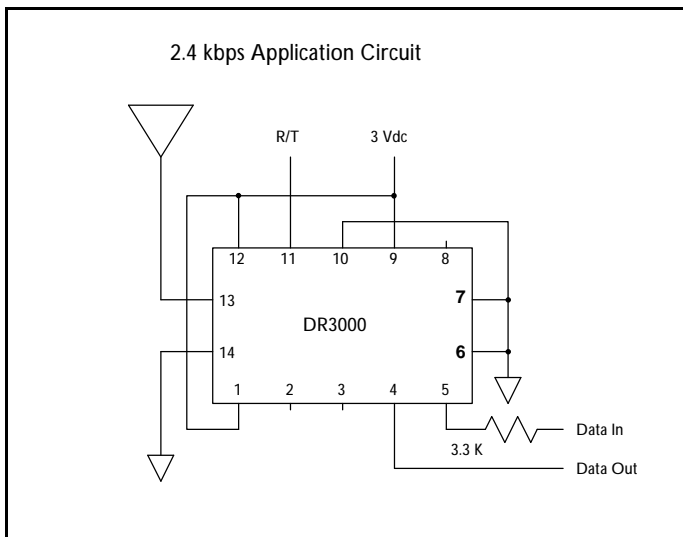 2.4 kbps Application Circuit
R/T 3 Vdc
12 11 10 9 8
13 7
DR3000
14 6
1 2 3 4 5
3.3 K Data In
Data Out